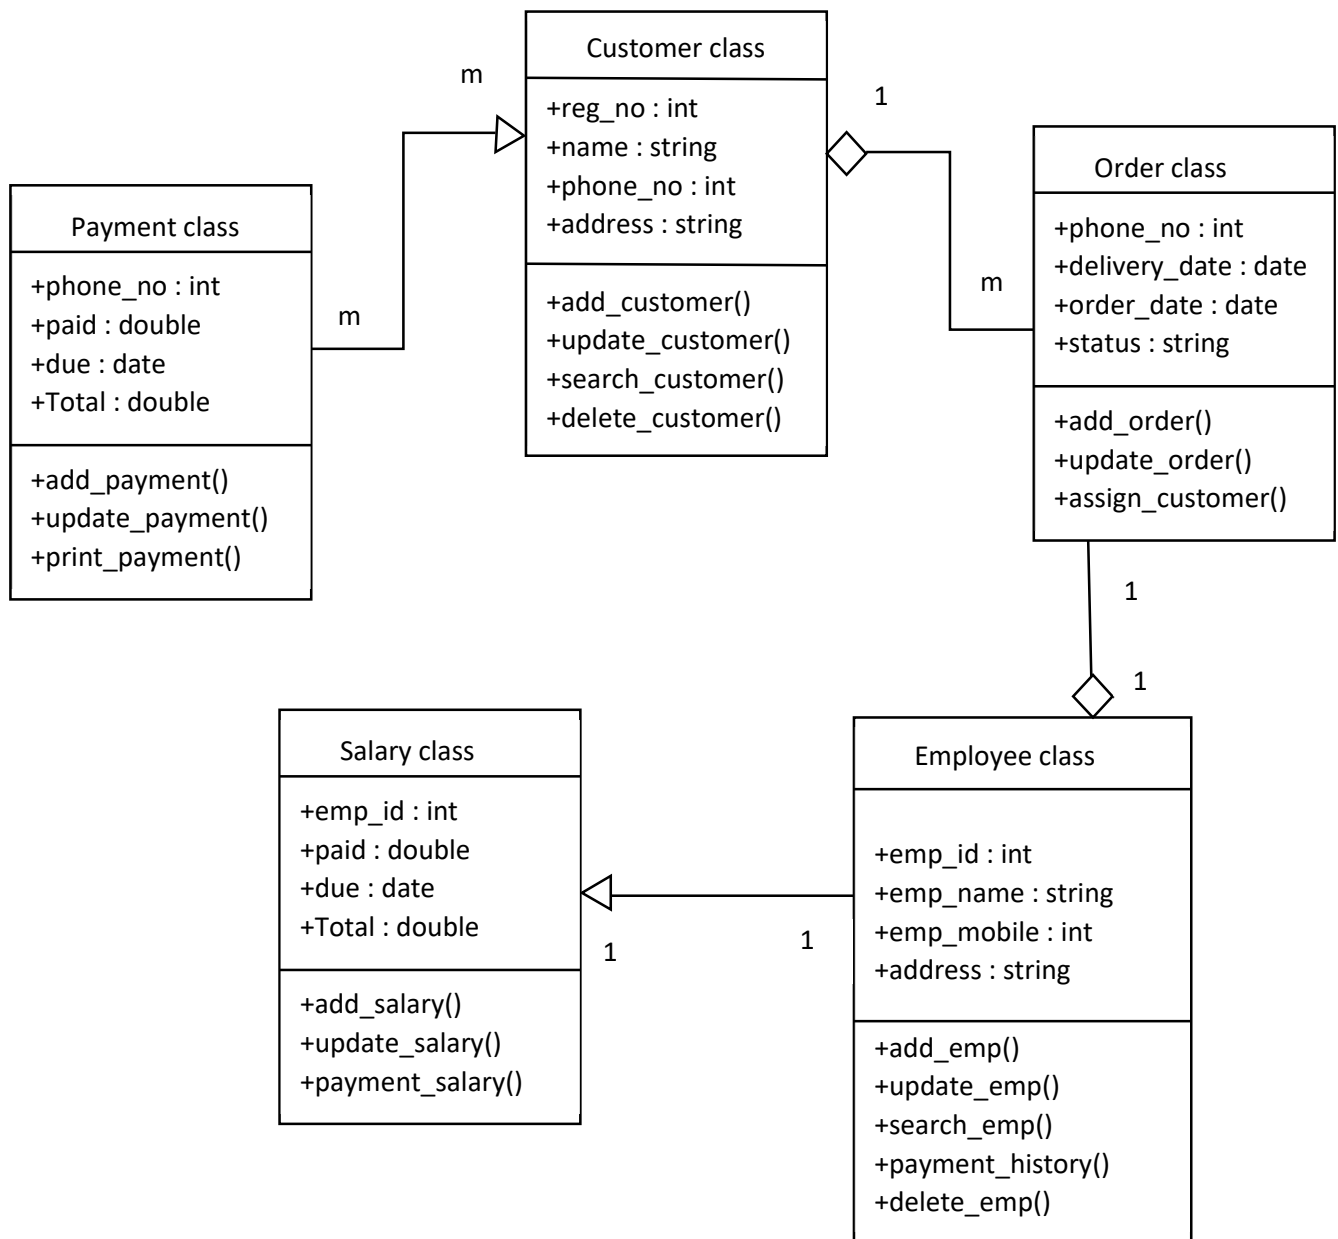 Customer class
+reg_no : int
+name : string
+phone_no : int
+address : string
+add_customer()
+update_customer()
+search_customer()
+delete_customer()
m
1
Order class
+phone_no : int
+delivery_date : date
+order_date : date
+status : string
+add_order()
+update_order()
+assign_customer()
m
Payment class
+phone_no : int
+paid : double
+due : date
+Total : double
+add_payment()
+update_payment()
+print_payment()
m
1
1
Salary class
+emp_id : int
+paid : double
+due : date
+Total : double
+add_salary()
+update_salary()
+payment_salary()
1
1
Employee class
+emp_id : int
+emp_name : string
+emp_mobile : int
+address : string
+add_emp()
+update_emp()
+search_emp()
+payment_history()
+delete_emp()